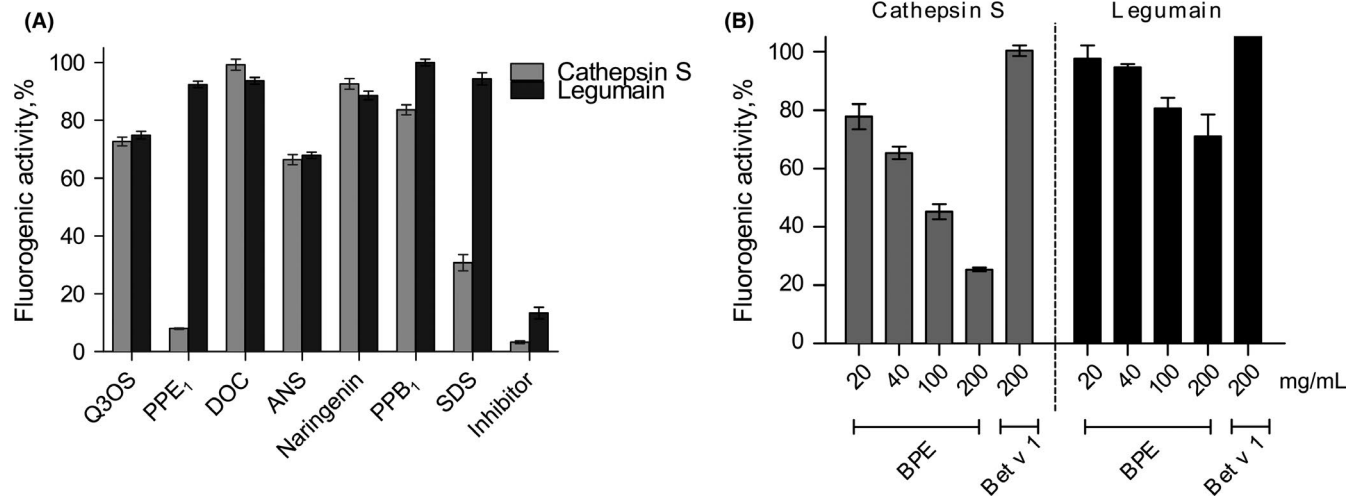 (A)
Fluorogenic activity,%
100
80
60
40
20
0
Cathepsin S
Legumain
Q3OS
PPE₁
DOC
ANS
Naringenin
PPB₁
SDS
Inhibitor
(B)
Cathepsin S
Legumain
Fluorogenic activity,%
100
80
60
40
20
0
20 40 100 200 200 20 40 100 200 200 mg/mL
BPE
Bet v 1
BPE
Bet v 1